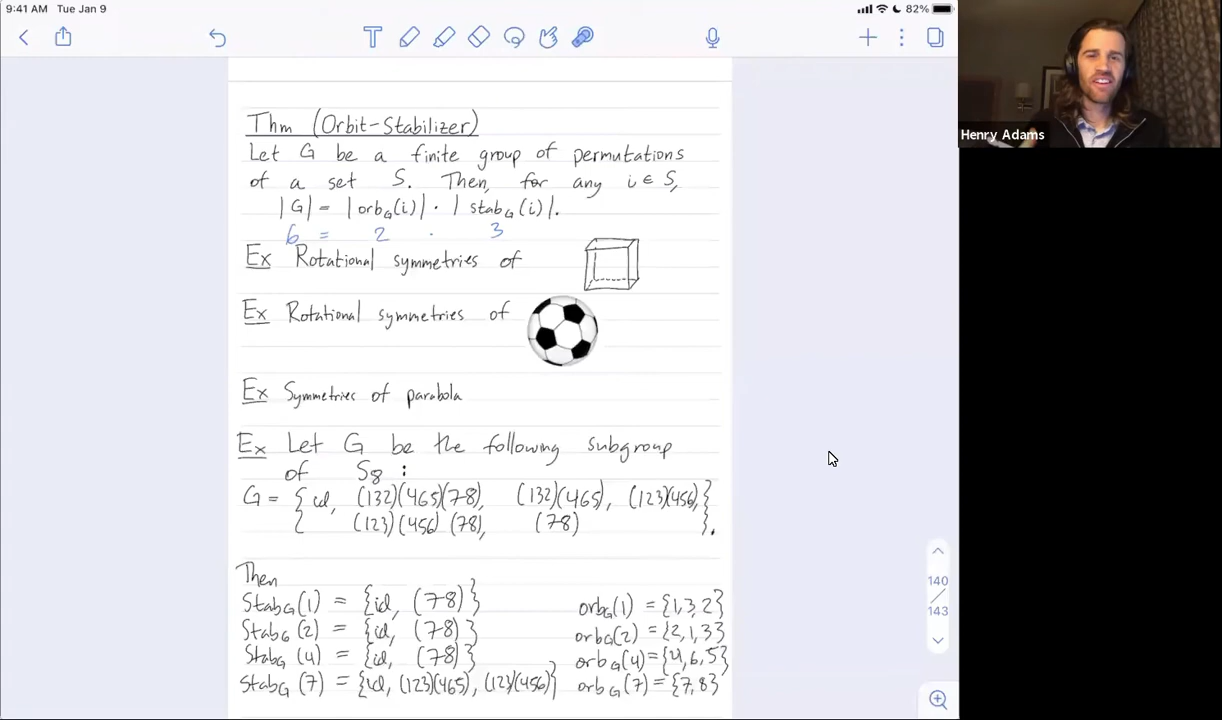 9:41 AM Tue Jan 9
82%
Henry Adams
Thm (Orbit-Stabilizer)
Let G be a finite group of permutations
of a set S. Then, for any i ∈ S,
|G| = |orb_G(i)| · |stab_G(i)|.
6 = 2 · 3
Ex Rotational symmetries of
Ex Rotational symmetries of
Ex Symmetries of parabola
Ex Let G be the following subgroup
of S_8 :
G = { id, (132)(465)(78), (132)(465), (123)(456),
(123)(456)(78), (78) }.
140
/
143
Then
Stab_G(1) = {id, (78)} orb_G(1) = {1,3,2}
Stab_G(2) = {id, (78)} orb_G(2) = {2,1,3}
Stab_G(4) = {id, (78)} orb_G(4) = {4,6,5}
Stab_G(7) = {id, (132)(465), (123)(456)} orb_G(7) = {7,8}